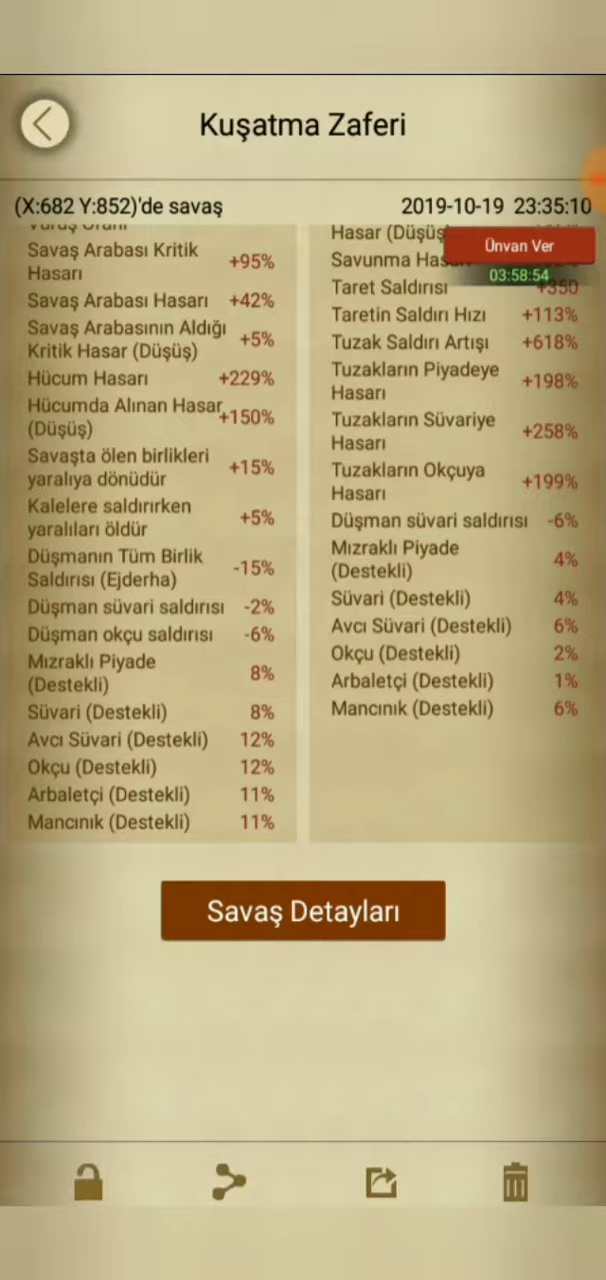 Kuşatma Zaferi
(X:682 Y:852)'de savaş
2019-10-19 23:35:10
Ünvan Ver
03:58:54
Savaş Arabası Kritik
Hasarı
+95%
Savaş Arabası Hasarı +42%
Savaş Arabasının Aldığı
Kritik Hasar (Düşüş)
+5%
Hücum Hasarı +229%
Hücumda Alınan Hasar
(Düşüş)
+150%
Savaşta ölen birlikleri
yaralıya dönüdür
+15%
Kalelere saldırırken
yaralıları öldür
+5%
Düşmanın Tüm Birlik
Saldırısı (Ejderha)
-15%
Düşman süvari saldırısı -2%
Düşman okçu saldırısı -6%
Mızraklı Piyade
(Destekli)
8%
Süvari (Destekli) 8%
Avcı Süvari (Destekli) 12%
Okçu (Destekli) 12%
Arbaletçi (Destekli) 11%
Mancınık (Destekli) 11%
Hasar
Savunma
Taret Saldırısı +350
Taretin Saldırı Hızı +113%
Tuzak Saldırı Artışı +618%
Tuzakların Piyadeye
Hasarı
+198%
Tuzakların Süvariye
Hasarı
+258%
Tuzakların Okçuya
Hasarı
+199%
Düşman süvari saldırısı -6%
Mızraklı Piyade
(Destekli)
4%
Süvari (Destekli) 4%
Avcı Süvari (Destekli) 6%
Okçu (Destekli) 2%
Arbaletçi (Destekli) 1%
Mancınık (Destekli) 6%
Savaş Detayları